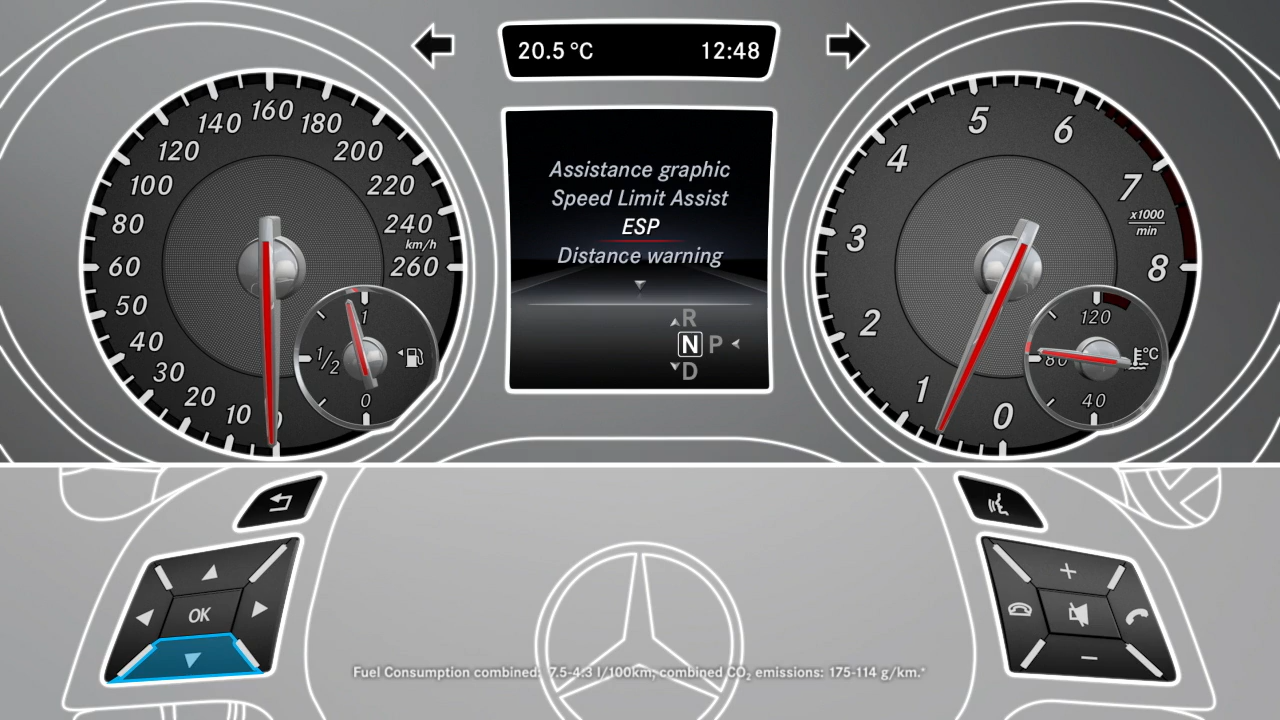 20.5 °C 12:48
160
140 180
120 200
100 220
80 240
km/h
60 260
50
40
30
20
10
0
1
1/2
0
Assistance graphic
Speed Limit Assist
ESP
Distance warning
R
N P
D
5
4 6
7
x1000
min
3
8
2
1
0
120
80 °C
40
OK
Fuel Consumption combined: 7.5-4.3 l/100km; combined CO₂ emissions: 175-114 g/km.*